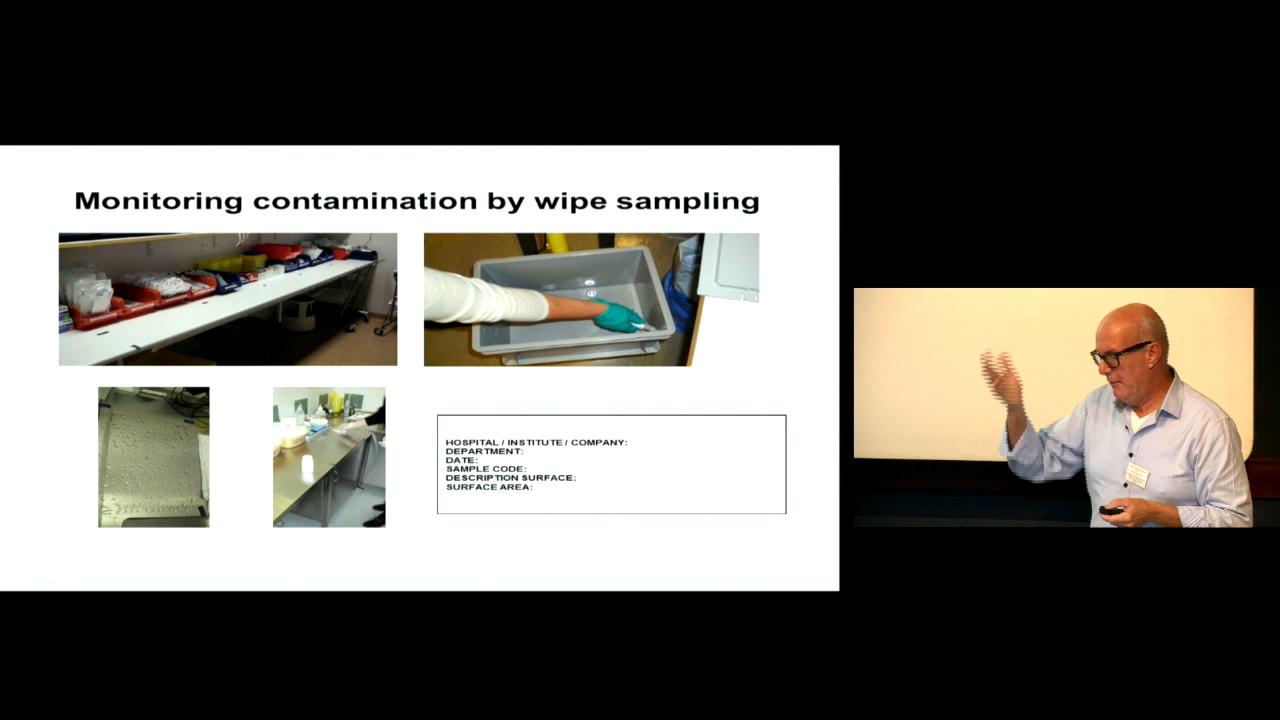 Monitoring contamination by wipe sampling
HOSPITAL / INSTITUTE / COMPANY:
DEPARTMENT:
DATE:
SAMPLE CODE:
DESCRIPTION SURFACE:
SURFACE AREA: